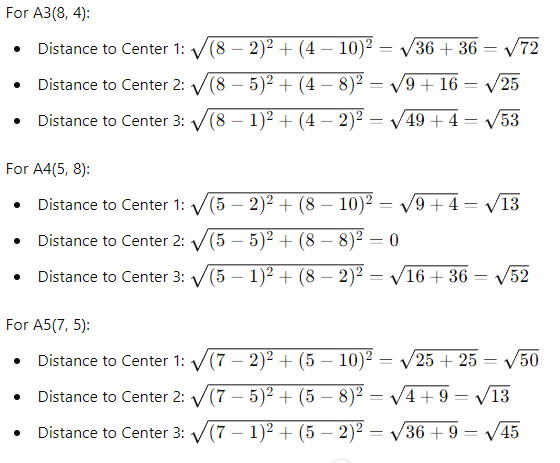 For A3(8, 4):
• Distance to Center 1: √(8 − 2)² + (4 − 10)² = √36 + 36 = √72
• Distance to Center 2: √(8 − 5)² + (4 − 8)² = √9 + 16 = √25
• Distance to Center 3: √(8 − 1)² + (4 − 2)² = √49 + 4 = √53
For A4(5, 8):
• Distance to Center 1: √(5 − 2)² + (8 − 10)² = √9 + 4 = √13
• Distance to Center 2: √(5 − 5)² + (8 − 8)² = 0
• Distance to Center 3: √(5 − 1)² + (8 − 2)² = √16 + 36 = √52
For A5(7, 5):
• Distance to Center 1: √(7 − 2)² + (5 − 10)² = √25 + 25 = √50
• Distance to Center 2: √(7 − 5)² + (5 − 8)² = √4 + 9 = √13
• Distance to Center 3: √(7 − 1)² + (5 − 2)² = √36 + 9 = √45